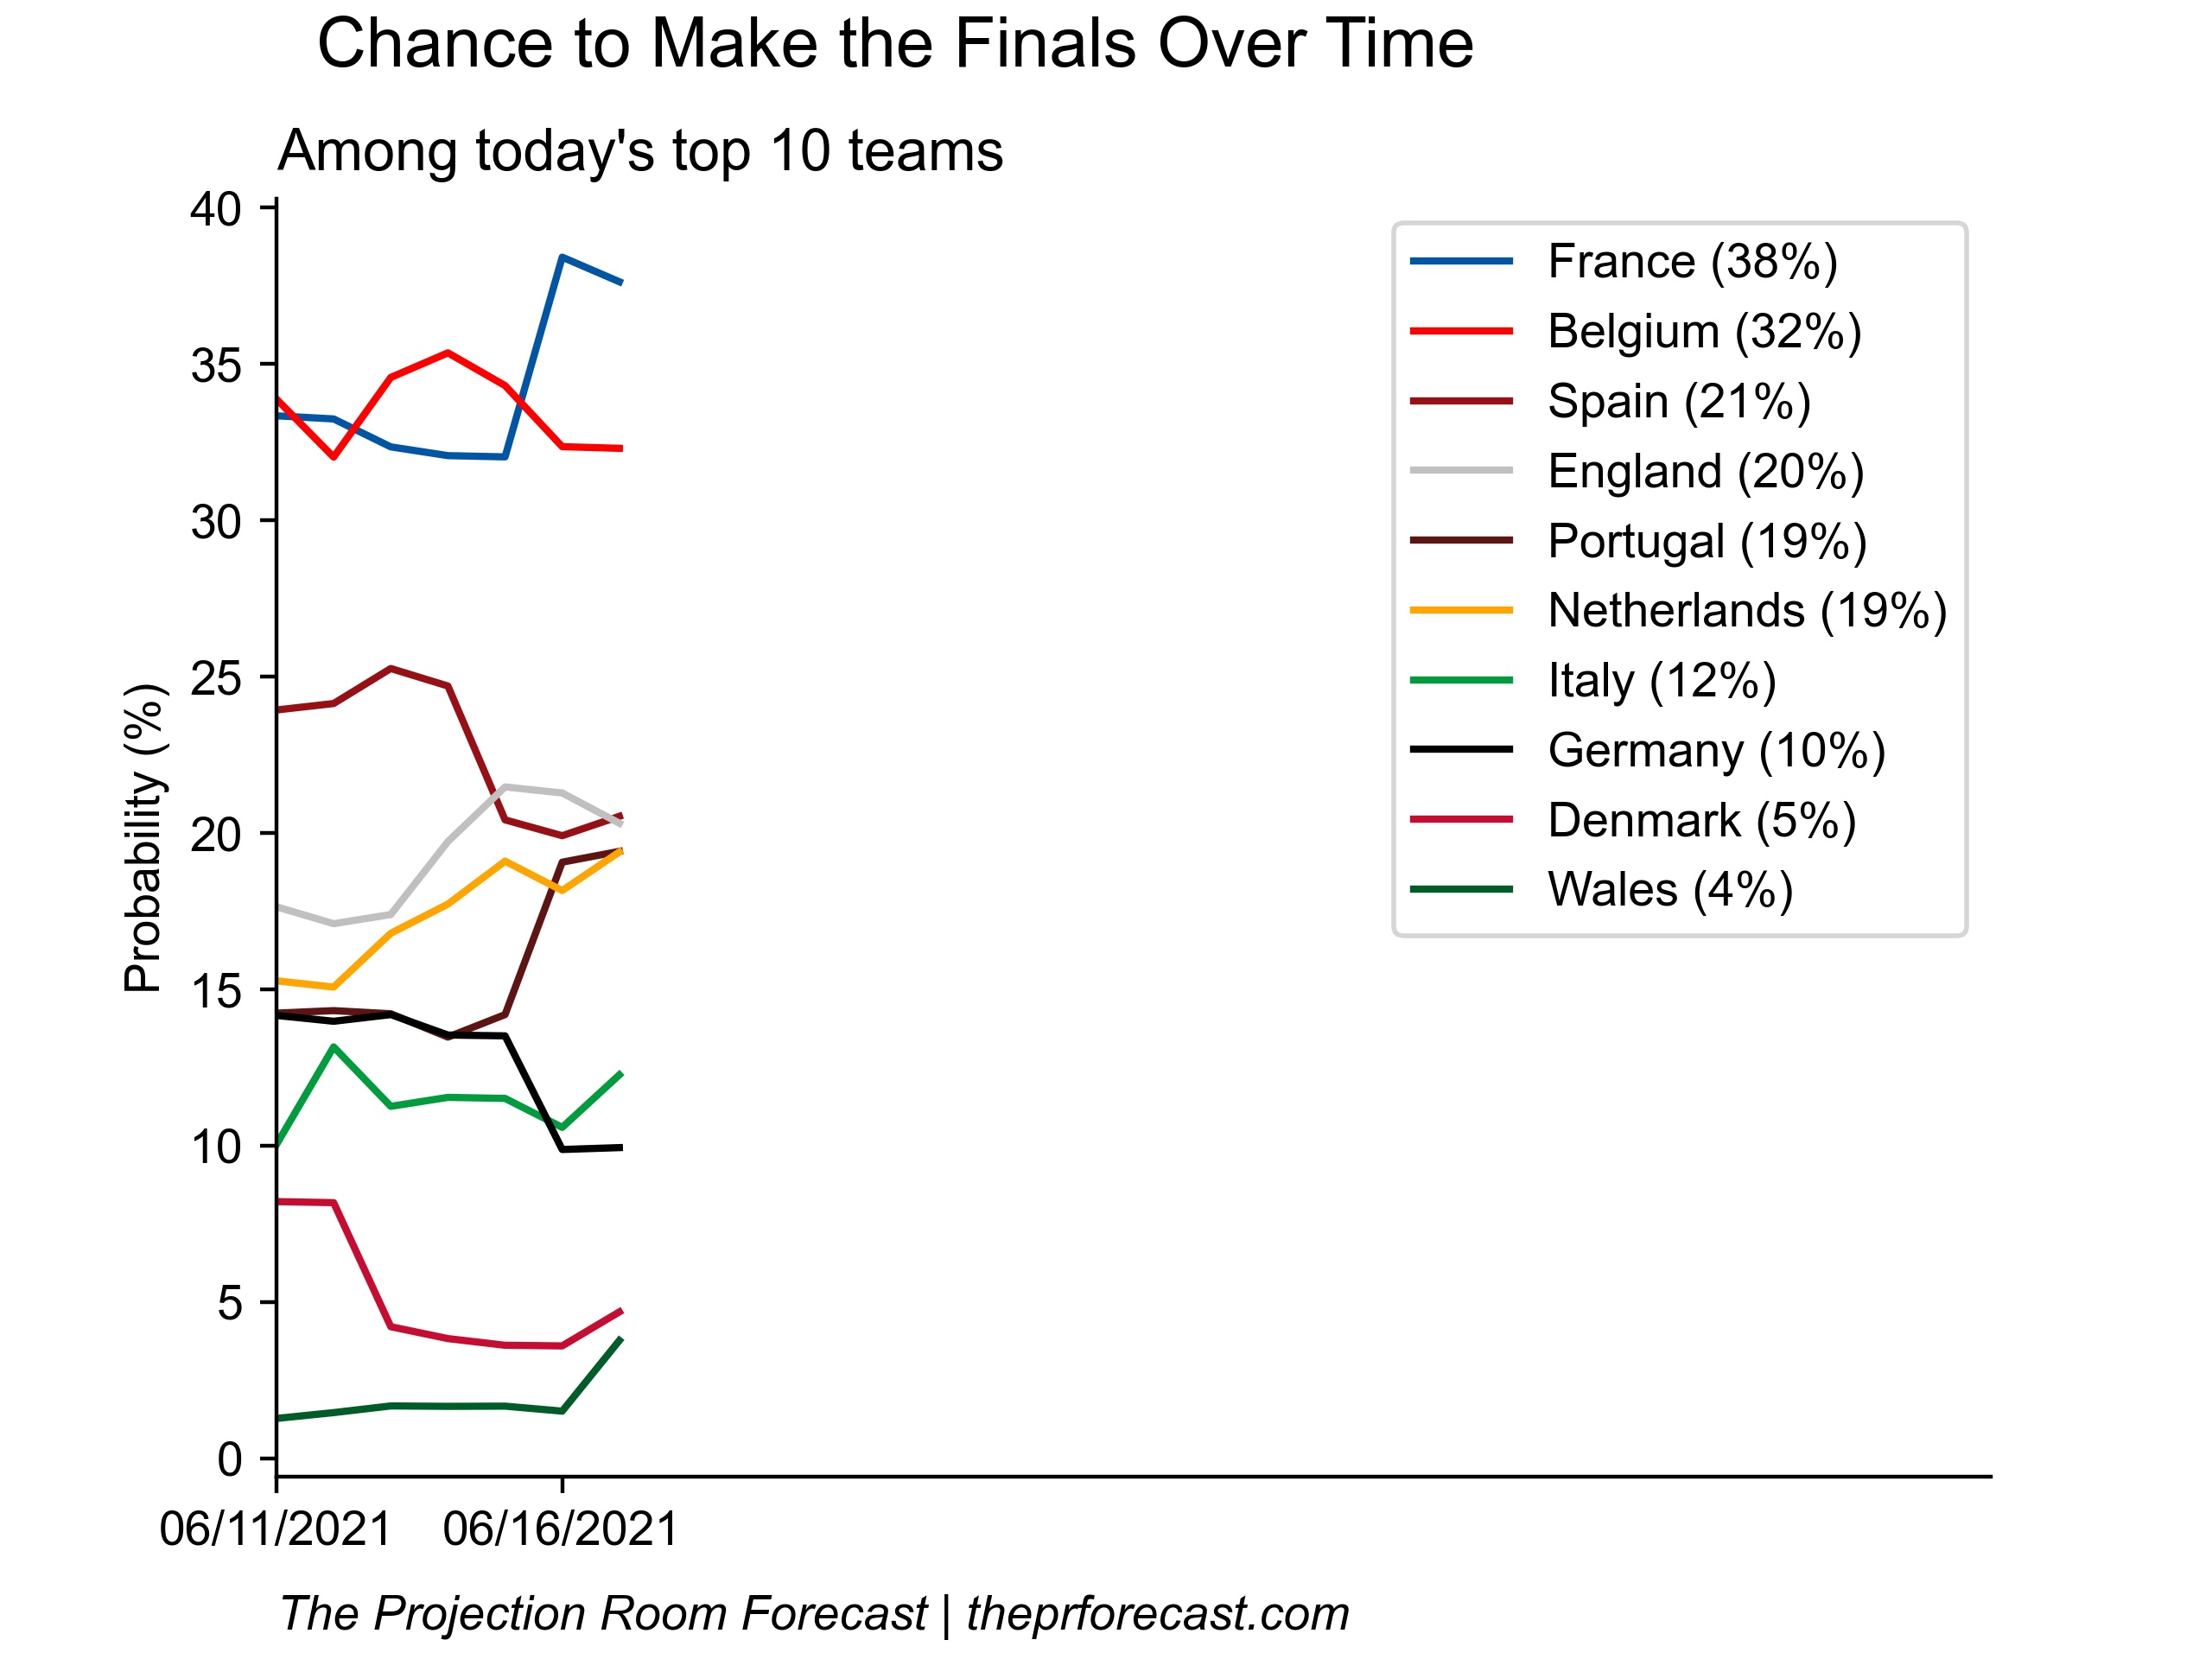 Chance to Make the Finals Over Time
Among today's top 10 teams
40
35
30
25
20
15
10
5
0
Probability (%)
France (38%)
Belgium (32%)
Spain (21%)
England (20%)
Portugal (19%)
Netherlands (19%)
Italy (12%)
Germany (10%)
Denmark (5%)
Wales (4%)
06/11/2021 06/16/2021
The Projection Room Forecast | theprforecast.com